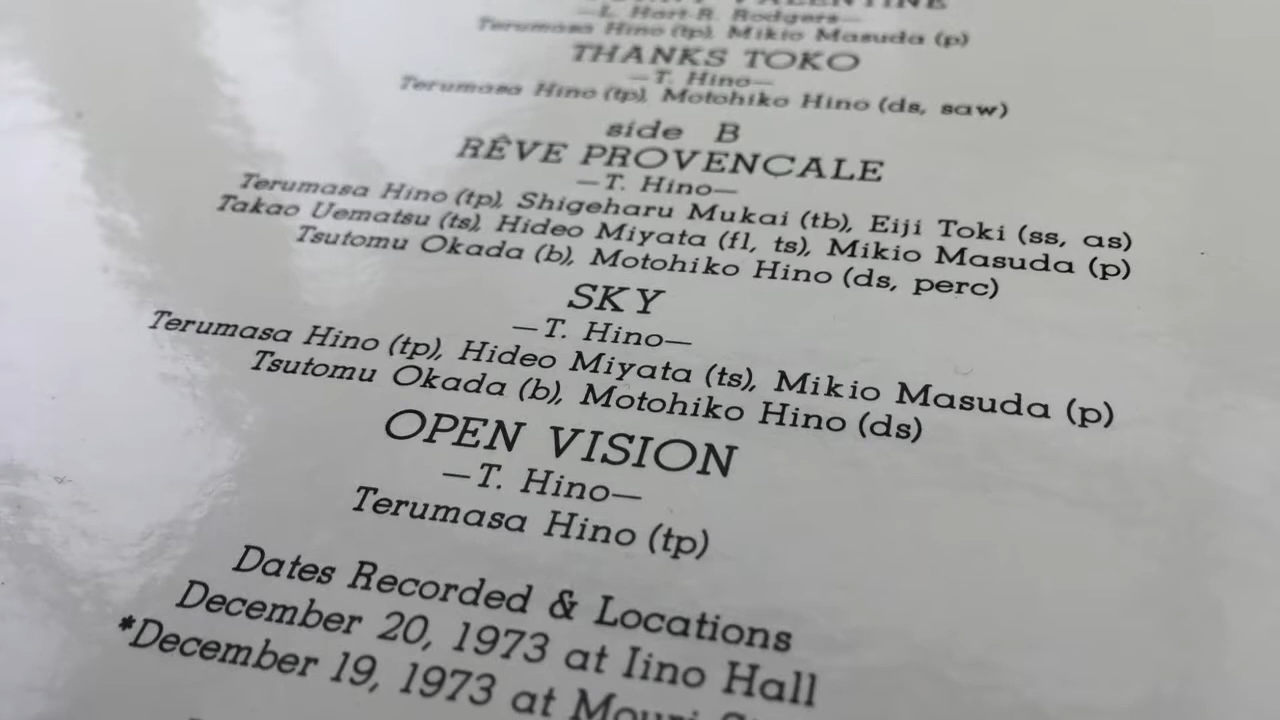 VALENTINE
—L. Hart-R. Rodgers—
Terumasa Hino (tp), Mikio Masuda (p)
THANKS TOKO
—T. Hino—
Terumasa Hino (tp), Motohiko Hino (ds, saw)
side B
RÊVE PROVENCALE
—T. Hino—
Terumasa Hino (tp), Shigeharu Mukai (tb), Eiji Toki (ss, as)
Takao Uematsu (ts), Hideo Miyata (fl, ts), Mikio Masuda (p)
Tsutomu Okada (b), Motohiko Hino (ds, perc)
SKY
—T. Hino—
Terumasa Hino (tp), Hideo Miyata (ts), Mikio Masuda (p)
Tsutomu Okada (b), Motohiko Hino (ds)
OPEN VISION
—T. Hino—
Terumasa Hino (tp)
Dates Recorded & Locations
December 20, 1973 at Iino Hall
*December 19, 1973 at Mouri